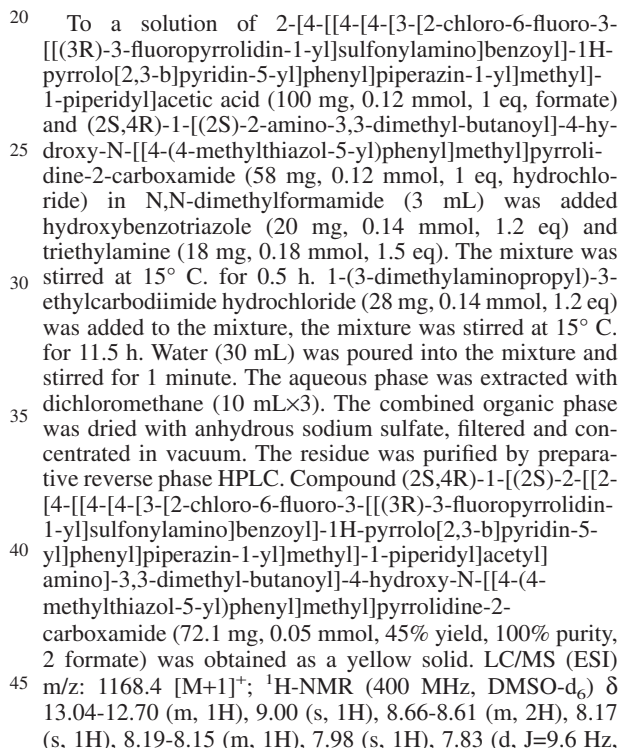 20 To a solution of 2-[4-[[4-[4-[3-[2-chloro-6-fluoro-3-
[[(3R)-3-fluoropyrrolidin-1-yl]sulfonylamino]benzoyl]-1H-
pyrrolo[2,3-b]pyridin-5-yl]phenyl]piperazin-1-yl]methyl]-
1-piperidyl]acetic acid (100 mg, 0.12 mmol, 1 eq, formate)
and (2S,4R)-1-[(2S)-2-amino-3,3-dimethyl-butanoyl]-4-hy-
25 droxy-N-[[4-(4-methylthiazol-5-yl)phenyl]methyl]pyrroli-
dine-2-carboxamide (58 mg, 0.12 mmol, 1 eq, hydrochlo-
ride) in N,N-dimethylformamide (3 mL) was added
hydroxybenzotriazole (20 mg, 0.14 mmol, 1.2 eq) and
triethylamine (18 mg, 0.18 mmol, 1.5 eq). The mixture was
30 stirred at 15° C. for 0.5 h. 1-(3-dimethylaminopropyl)-3-
ethylcarbodiimide hydrochloride (28 mg, 0.14 mmol, 1.2 eq)
was added to the mixture, the mixture was stirred at 15° C.
for 11.5 h. Water (30 mL) was poured into the mixture and
stirred for 1 minute. The aqueous phase was extracted with
35 dichloromethane (10 mL×3). The combined organic phase
was dried with anhydrous sodium sulfate, filtered and con-
centrated in vacuum. The residue was purified by prepara-
tive reverse phase HPLC. Compound (2S,4R)-1-[(2S)-2-[[2-
[4-[[4-[4-[3-[2-chloro-6-fluoro-3-[[(3R)-3-fluoropyrrolidin-
1-yl]sulfonylamino]benzoyl]-1H-pyrrolo[2,3-b]pyridin-5-
40 yl]phenyl]piperazin-1-yl]methyl]-1-piperidyl]acetyl]
amino]-3,3-dimethyl-butanoyl]-4-hydroxy-N-[[4-(4-
methylthiazol-5-yl)phenyl]methyl]pyrrolidine-2-
carboxamide (72.1 mg, 0.05 mmol, 45% yield, 100% purity,
2 formate) was obtained as a yellow solid. LC/MS (ESI)
45 m/z: 1168.4 [M+1]⁺; ¹H-NMR (400 MHz, DMSO-d₆) δ
13.04-12.70 (m, 1H), 9.00 (s, 1H), 8.66-8.61 (m, 2H), 8.17
(s, 1H), 8.19-8.15 (m, 1H), 7.98 (s, 1H), 7.83 (d, J=9.6 Hz,